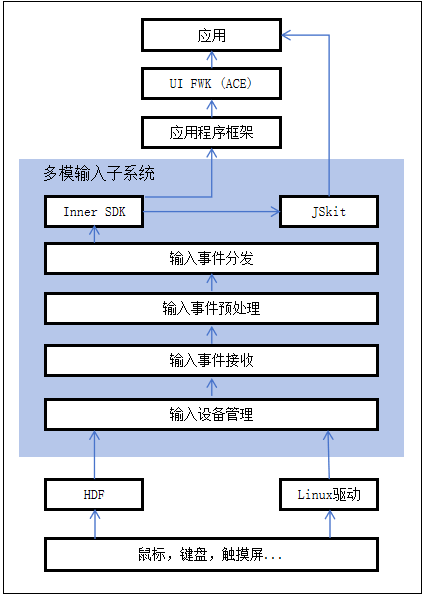 应用
UI FWK (ACE)
应用程序框架
多模输入子系统
Inner SDK
JSkit
输入事件分发
输入事件预处理
输入事件接收
输入设备管理
HDF
Linux驱动
鼠标，键盘，触摸屏...